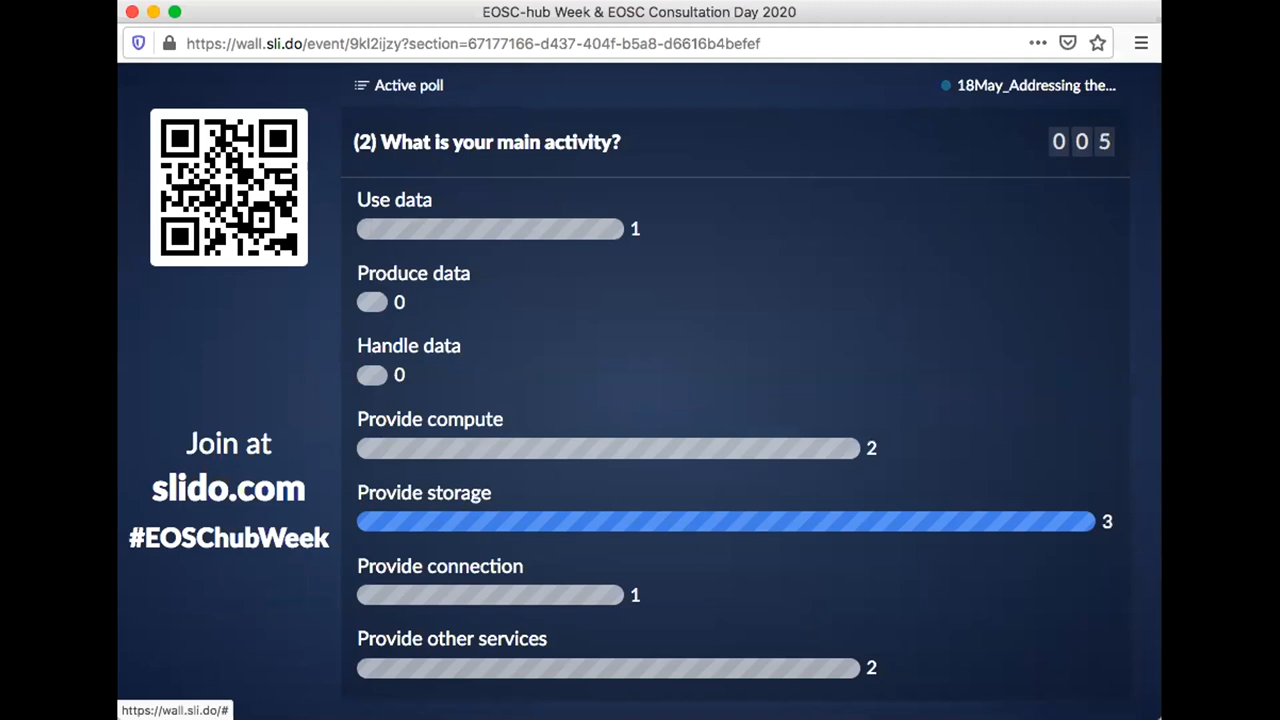 EOSC-hub Week & EOSC Consultation Day 2020
https://wall.sli.do/event/9kl2ijzy?section=67177166-d437-404f-b5a8-d6616b4befef
Active poll
18May_Addressing the...
(2) What is your main activity?
005
Use data
1
Produce data
0
Handle data
0
Provide compute
2
Provide storage
3
Provide connection
1
Provide other services
2
Join at
slido.com
#EOSChubWeek
https://wall.sli.do/#